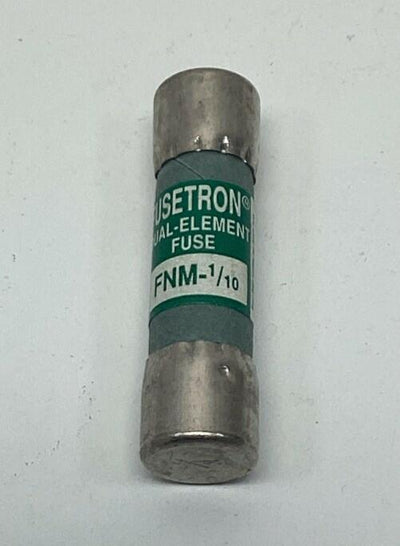 USETRON®
UAL-ELEMENT
FUSE
FNM-1/10